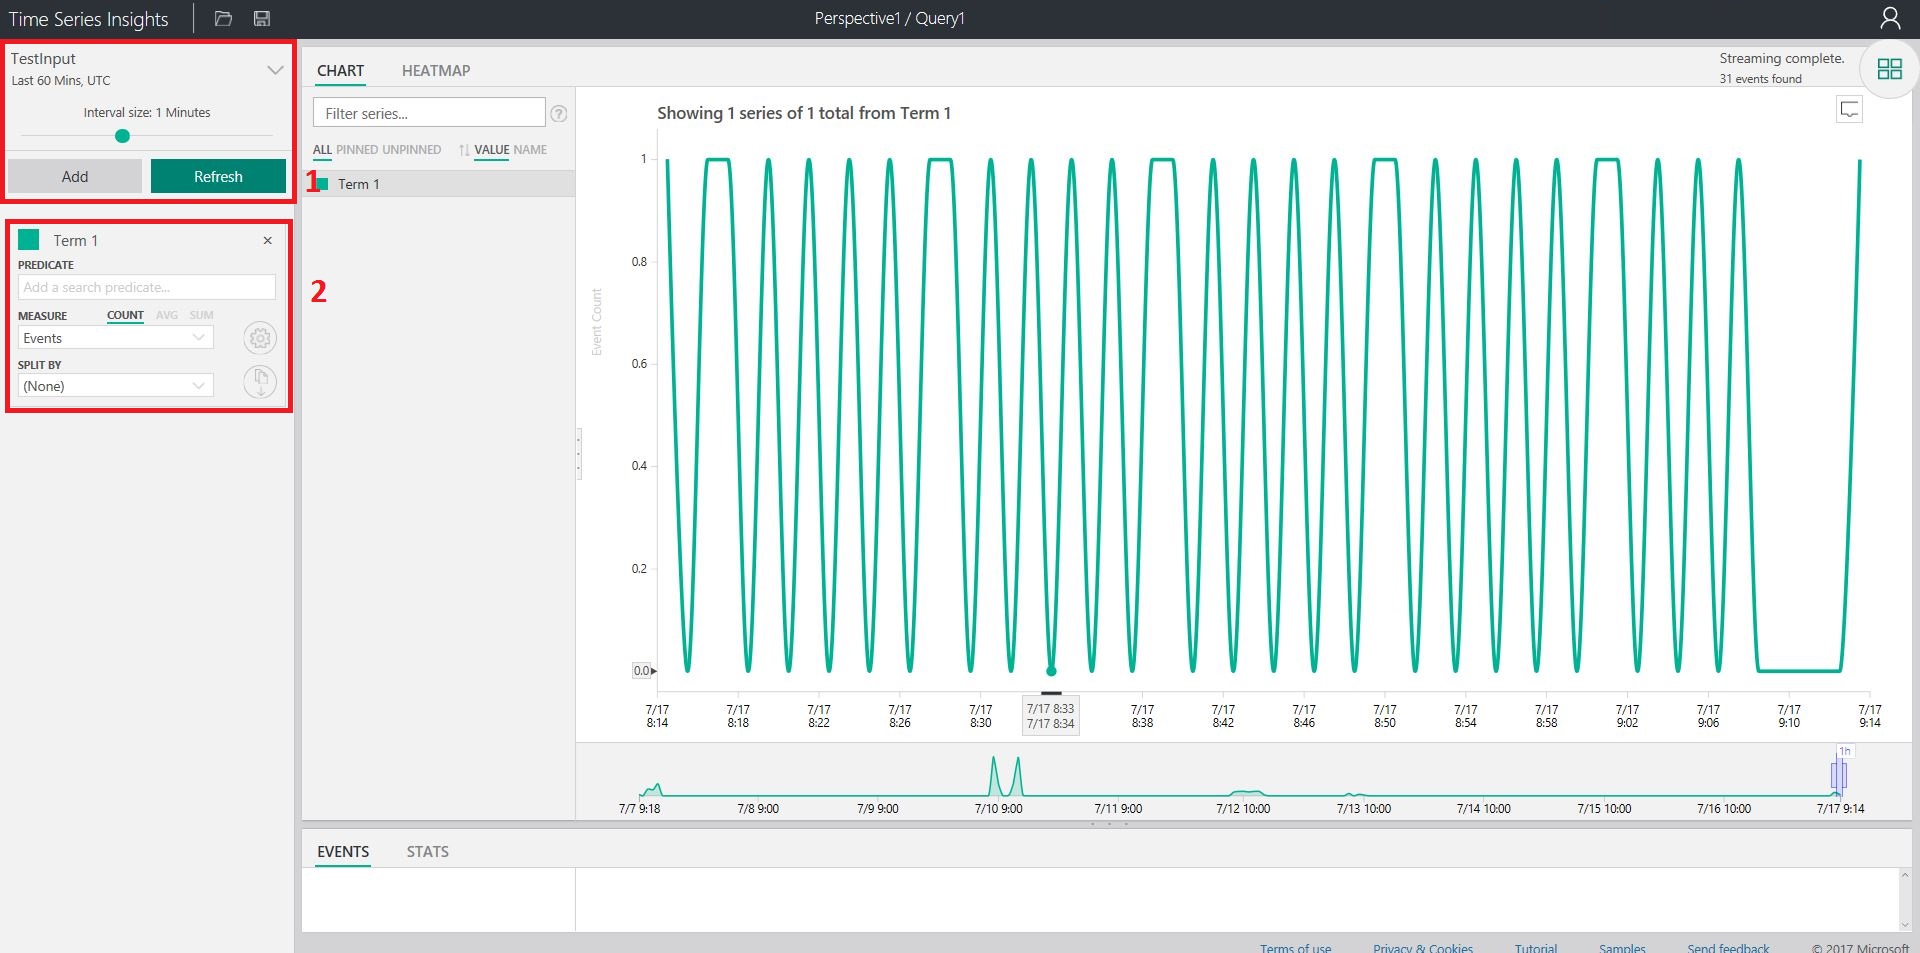 Time Series Insights
Perspective1 / Query1
TestInput
Last 60 Mins, UTC
Interval size: 1 Minutes
Add Refresh
1
Term 1
PREDICATE
Add a search predicate...
MEASURE COUNT AVG SUM
Events
SPLIT BY
(None)
2
CHART HEATMAP
Streaming complete.
31 events found
Filter series...
?
ALL PINNED UNPINNED VALUE NAME
Term 1
Showing 1 series of 1 total from Term 1
Event Count
1
0.8
0.6
0.4
0.2
0.0
7/17 8:14
7/17 8:18
7/17 8:22
7/17 8:26
7/17 8:30
7/17 8:33
7/17 8:34
7/17 8:38
7/17 8:42
7/17 8:46
7/17 8:50
7/17 8:54
7/17 8:58
7/17 9:02
7/17 9:06
7/17 9:10
7/17 9:14
1h
7/7 9:18 7/8 9:00 7/9 9:00 7/10 9:00 7/11 9:00 7/12 10:00 7/13 10:00 7/14 10:00 7/15 10:00 7/16 10:00 7/17 9:14
EVENTS STATS
Terms of use Privacy & Cookies Tutorial Samples Send feedback © 2017 Microsoft